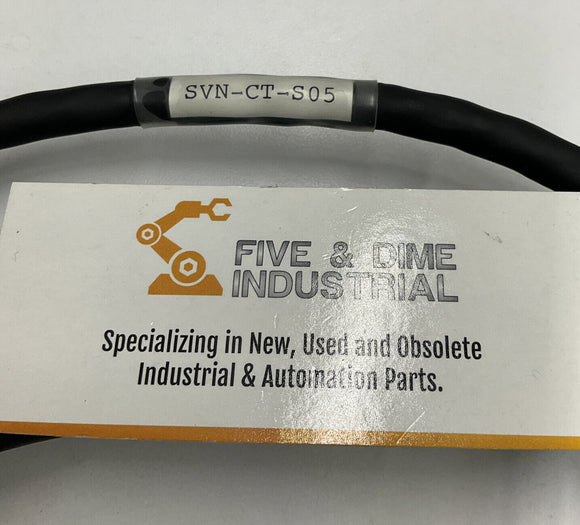 SVN-CT-S05
FIVE & DIME
INDUSTRIAL
Specializing in New, Used and Obsolete
Industrial & Automation Parts.